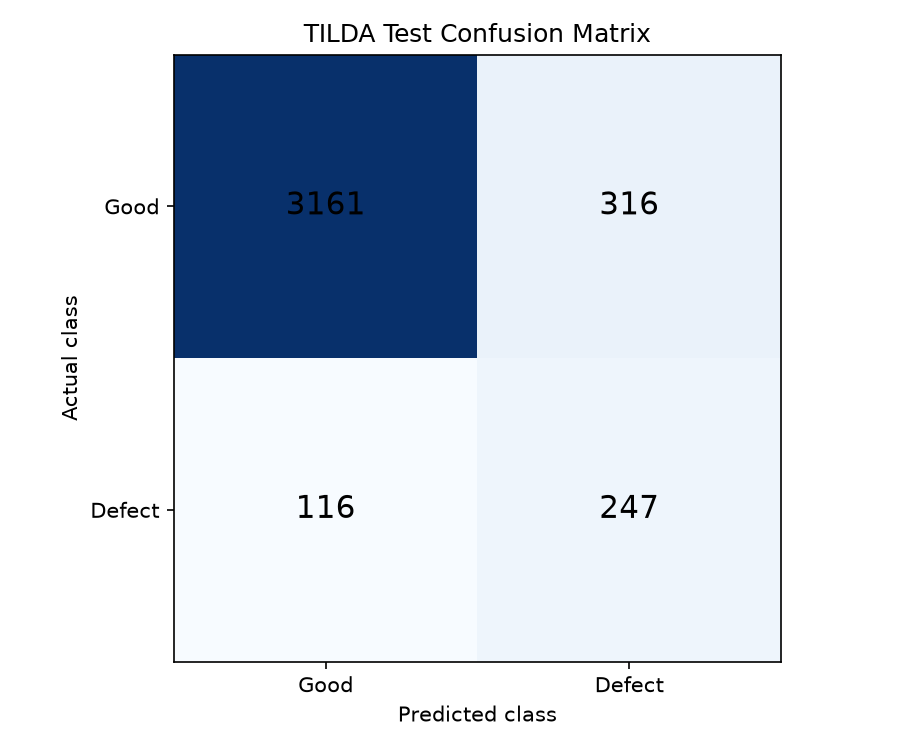 TILDA Test Confusion Matrix
Good
3161
316
Actual class
Defect
116
247
Good
Defect
Predicted class